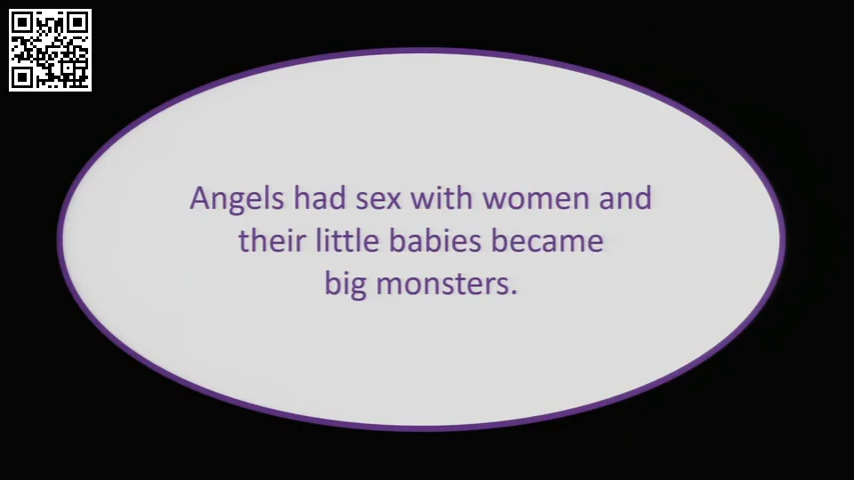 Angels had sex with women and
their little babies became
big monsters.